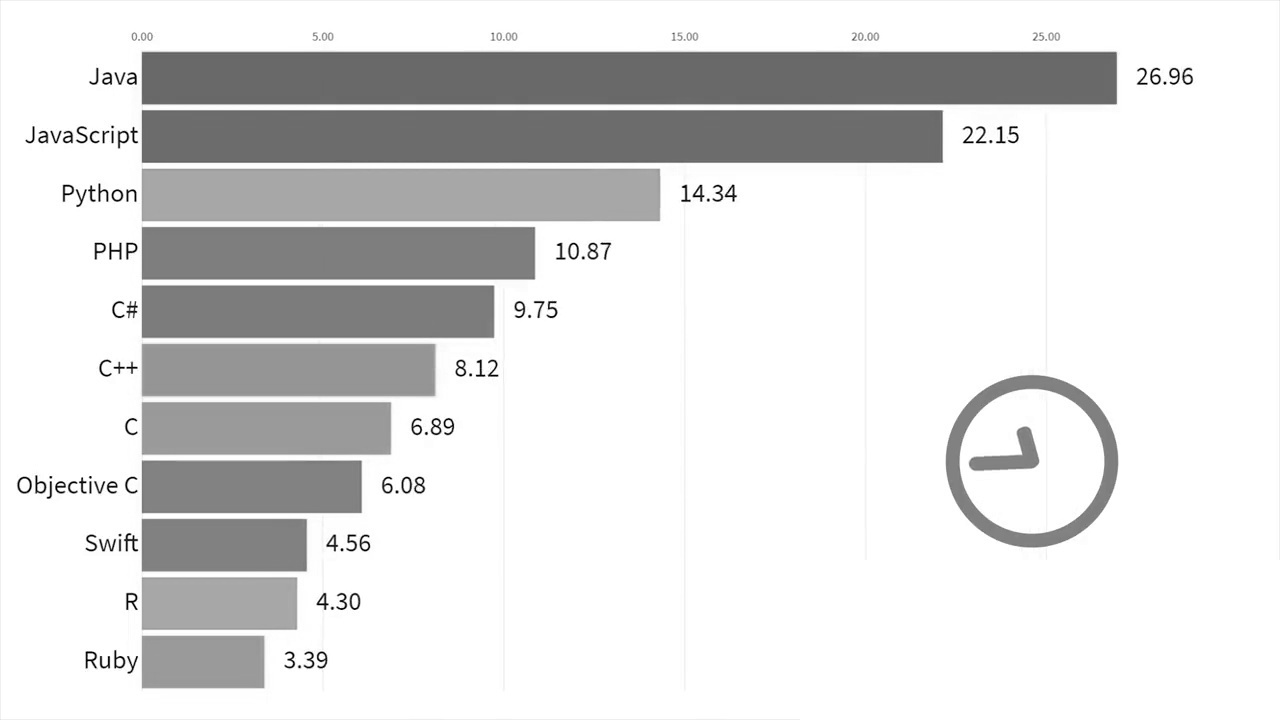 0.00 5.00 10.00 15.00 20.00 25.00
Java 26.96
JavaScript 22.15
Python 14.34
PHP 10.87
C# 9.75
C++ 8.12
C 6.89
Objective C 6.08
Swift 4.56
R 4.30
Ruby 3.39